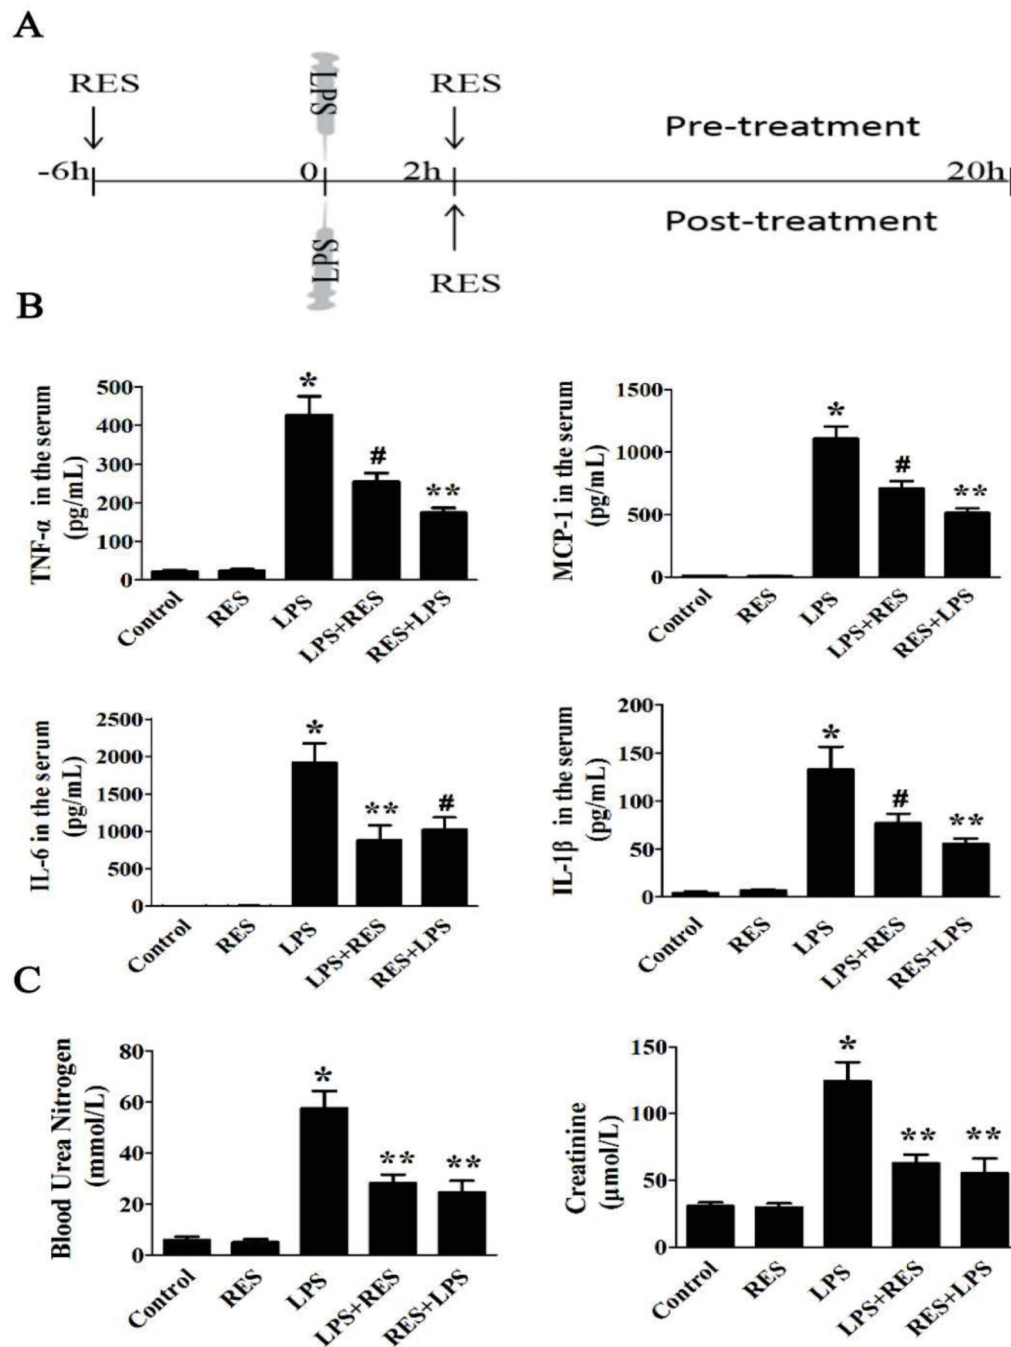 A
RES
LPS
RES
Pre-treatment
-6h
0
2h
20h
Post-treatment
LPS
RES
B
TNF-α in the serum
(pg/mL)
500
400
300
200
100
0
*
#
**
Control
RES
LPS
LPS+RES
RES+LPS
MCP-1 in the serum
(pg/mL)
1500
1000
500
0
*
#
**
Control
RES
LPS
LPS+RES
RES+LPS
IL-6 in the serum
(pg/mL)
2500
2000
1500
1000
500
0
*
**
#
Control
RES
LPS
LPS+RES
RES+LPS
IL-1β in the serum
(pg/mL)
200
150
100
50
0
*
#
**
Control
RES
LPS
LPS+RES
RES+LPS
C
Blood Urea Nitrogen
(mmol/L)
80
60
40
20
0
*
**
**
Control
RES
LPS
LPS+RES
RES+LPS
Creatinine
(μmol/L)
150
100
50
0
*
**
**
Control
RES
LPS
LPS+RES
RES+LPS